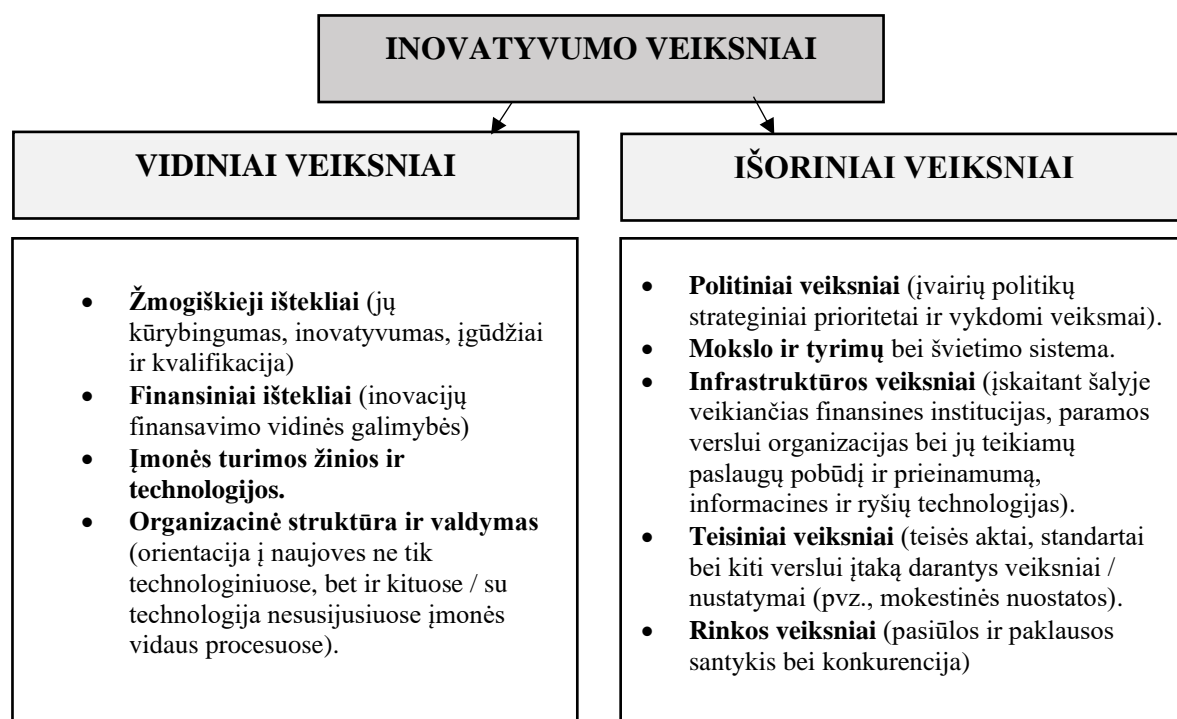 INOVATYVUMO VEIKSNIAI
VIDINIAI VEIKSNIAI
• Žmogiškieji ištekliai (jų
kūrybingumas, inovatyvumas, įgūdžiai
ir kvalifikacija)
• Finansiniai ištekliai (inovacijų
finansavimo vidinės galimybės)
• Įmonės turimos žinios ir
technologijos.
• Organizacinė struktūra ir valdymas
(orientacija į naujoves ne tik
technologiniuose, bet ir kituose / su
technologija nesusijusiuose įmonės
vidaus procesuose).
IŠORINIAI VEIKSNIAI
• Politiniai veiksniai (įvairių politikų
strateginiai prioritetai ir vykdomi veiksmai).
• Mokslo ir tyrimų bei švietimo sistema.
• Infrastruktūros veiksniai (įskaitant šalyje
veikiančias finansines institucijas, paramos
verslui organizacijas bei jų teikiamų
paslaugų pobūdį ir prieinamumą,
informacines ir ryšių technologijas).
• Teisiniai veiksniai (teisės aktai, standartai
bei kiti verslui įtaką darantys veiksniai /
nustatymai (pvz., mokestinės nuostatos).
• Rinkos veiksniai (pasiūlos ir paklausos
santykis bei konkurencija)